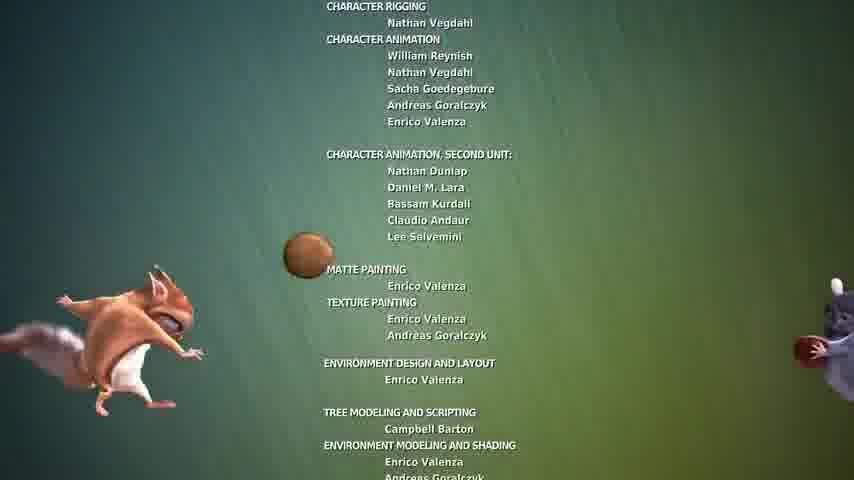 CHARACTER RIGGING
Nathan Vegdahl
CHARACTER ANIMATION
William Reynish
Nathan Vegdahl
Sacha Goedegebure
Andreas Goralczyk
Enrico Valenza
CHARACTER ANIMATION, SECOND UNIT:
Nathan Dunlap
Daniel M. Lara
Bassam Kurdali
Claudio Andaur
Lee Salvemini
MATTE PAINTING
Enrico Valenza
TEXTURE PAINTING
Enrico Valenza
Andreas Goralczyk
ENVIRONMENT DESIGN AND LAYOUT
Enrico Valenza
TREE MODELING AND SCRIPTING
Campbell Barton
ENVIRONMENT MODELING AND SHADING
Enrico Valenza
Andreas Goralczyk